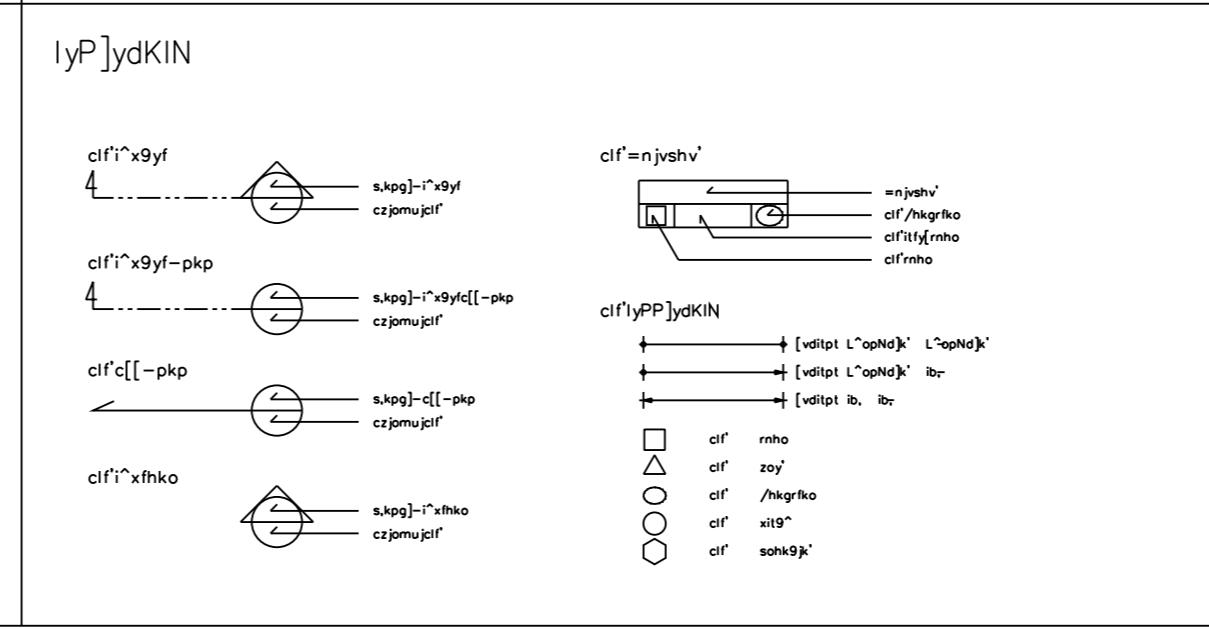 lyP]ydKIN
clf'i^x9yf
4
s,kpg]-i^x9yf
czjomujclf'
clf'i^x9yf-pkp
4
s,kpg]-i^x9yfc[[-pkp
czjomujclf'
clf'c[[-pkp
s,kpg]-c[[-pkp
czjomujclf'
clf'i^xfhko
s,kpg]-i^xfhko
czjomujclf'
clf'=njvshv'
=njvshv'
clf'/hkgrfko
clf'itfy[rnho
clf'rnho
clf'lyPP]ydKIN
[vditpt L^opNd]k' L^-opNd]k'
[vditpt L^opNd]k' ib,-
[vditpt ib, ib,-
clf' rnho
clf' zoy'
clf' /hkgrfko
clf' xit9^
clf' sohk9jk'